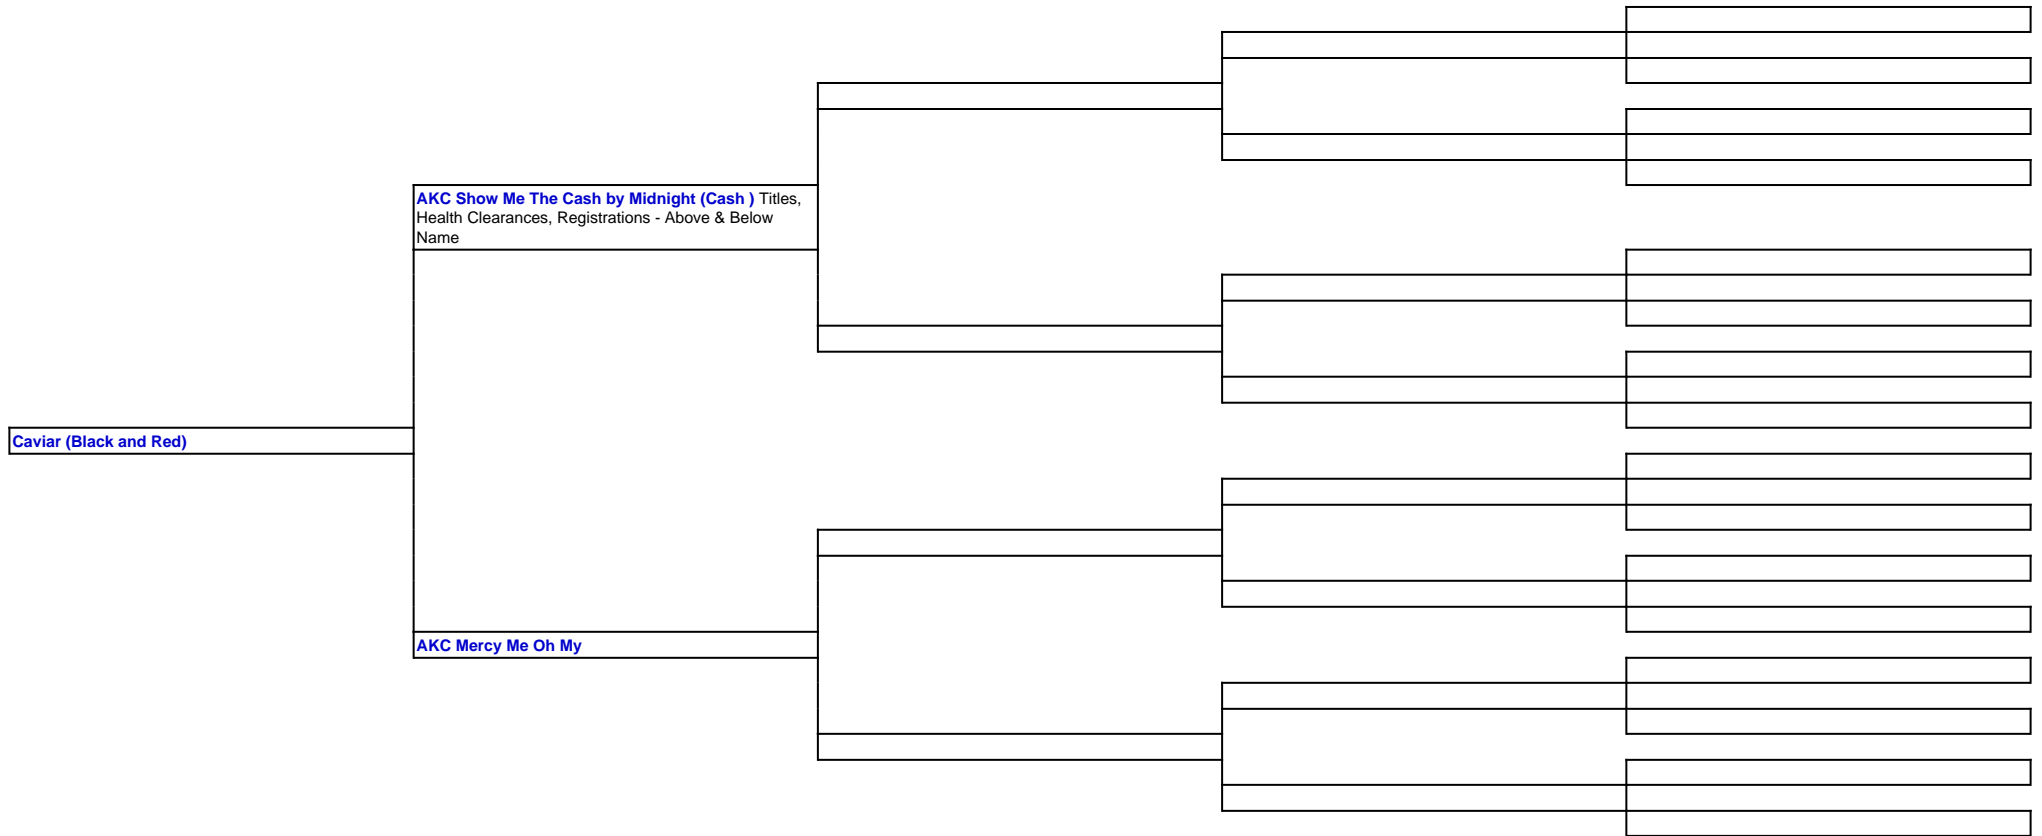 AKC Show Me The Cash by Midnight (Cash ) Titles,
Health Clearances, Registrations - Above & Below
Name
Caviar (Black and Red)
AKC Mercy Me Oh My